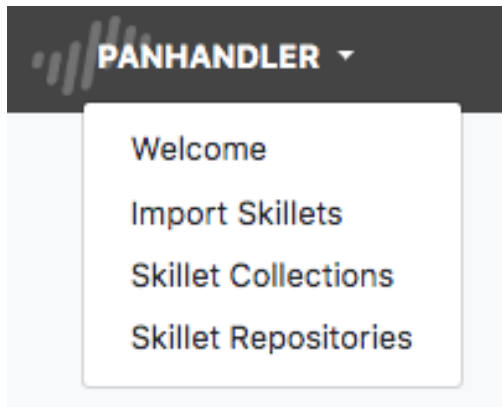 PANHANDLER
Welcome
Import Skillets
Skillet Collections
Skillet Repositories